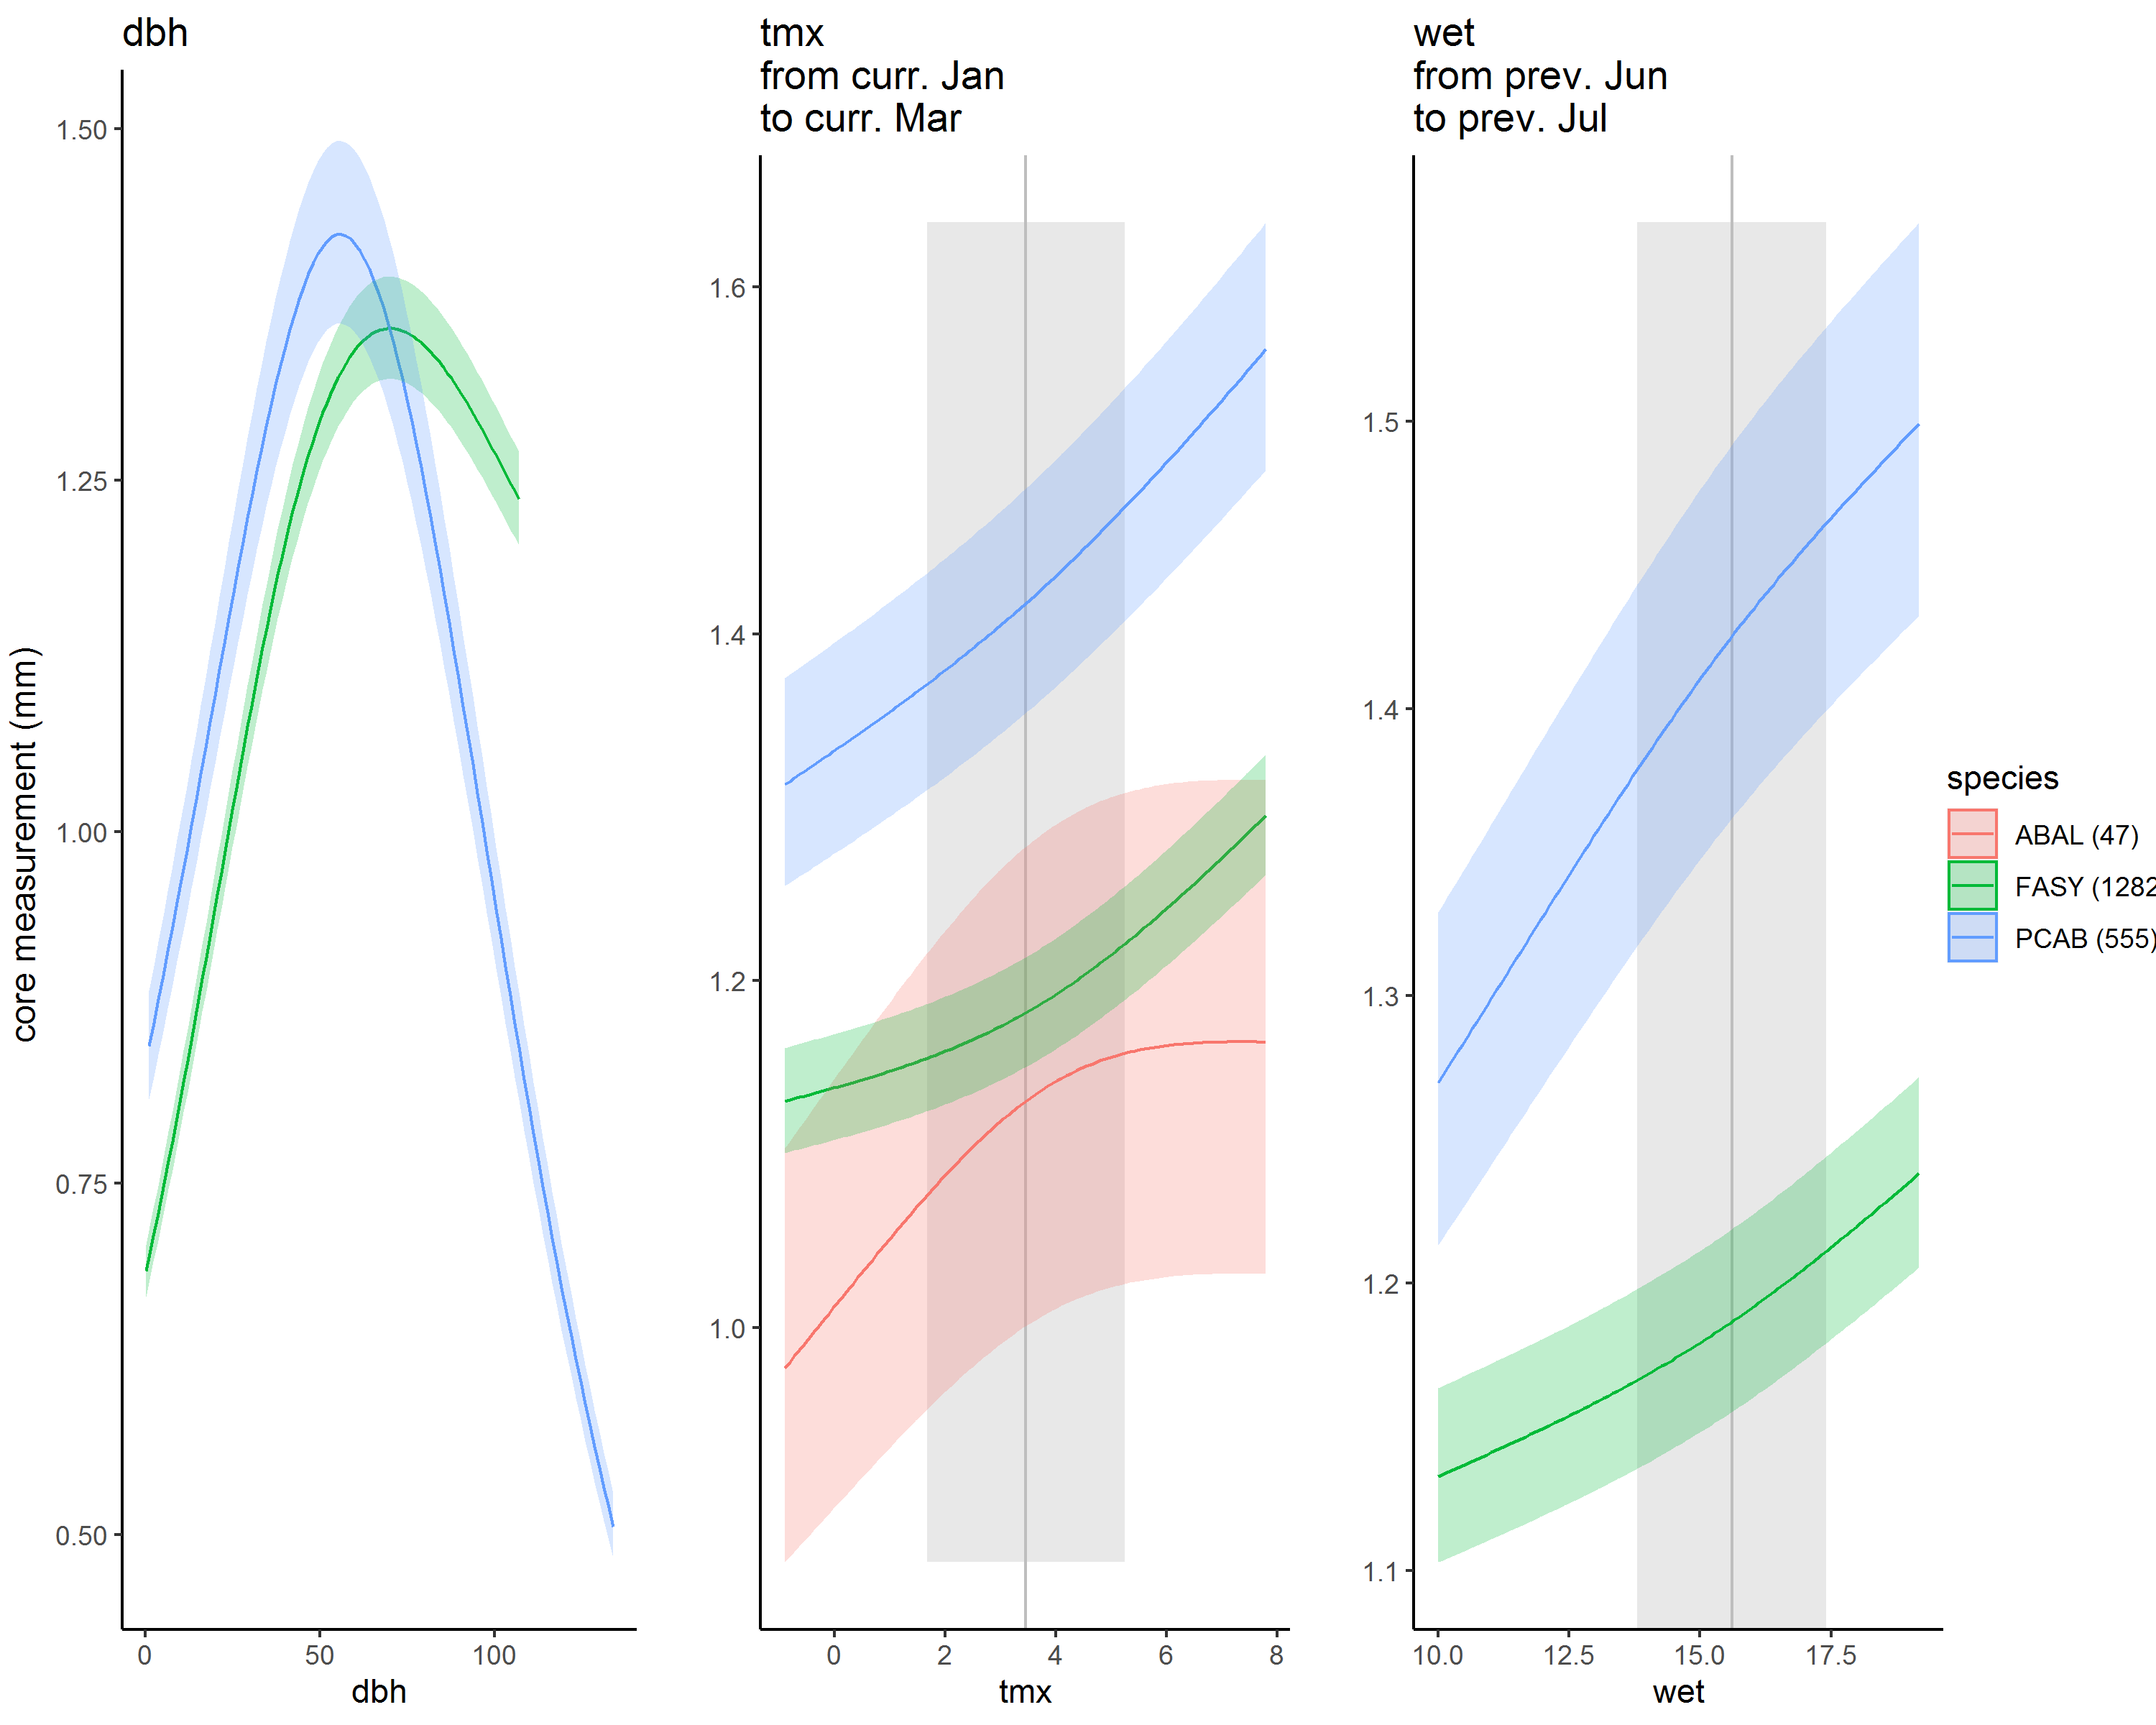 dbh
tmx
from curr. Jan
to curr. Mar
wet
from prev. Jun
to prev. Jul
core measurement (mm)
1.50
1.25
1.00
0.75
0.50
0
50
100
dbh
1.6
1.4
1.2
1.0
0
2
4
6
8
tmx
1.5
1.4
1.3
1.2
1.1
10.0
12.5
15.0
17.5
wet
species
ABAL (47)
FASY (1282
PCAB (555)